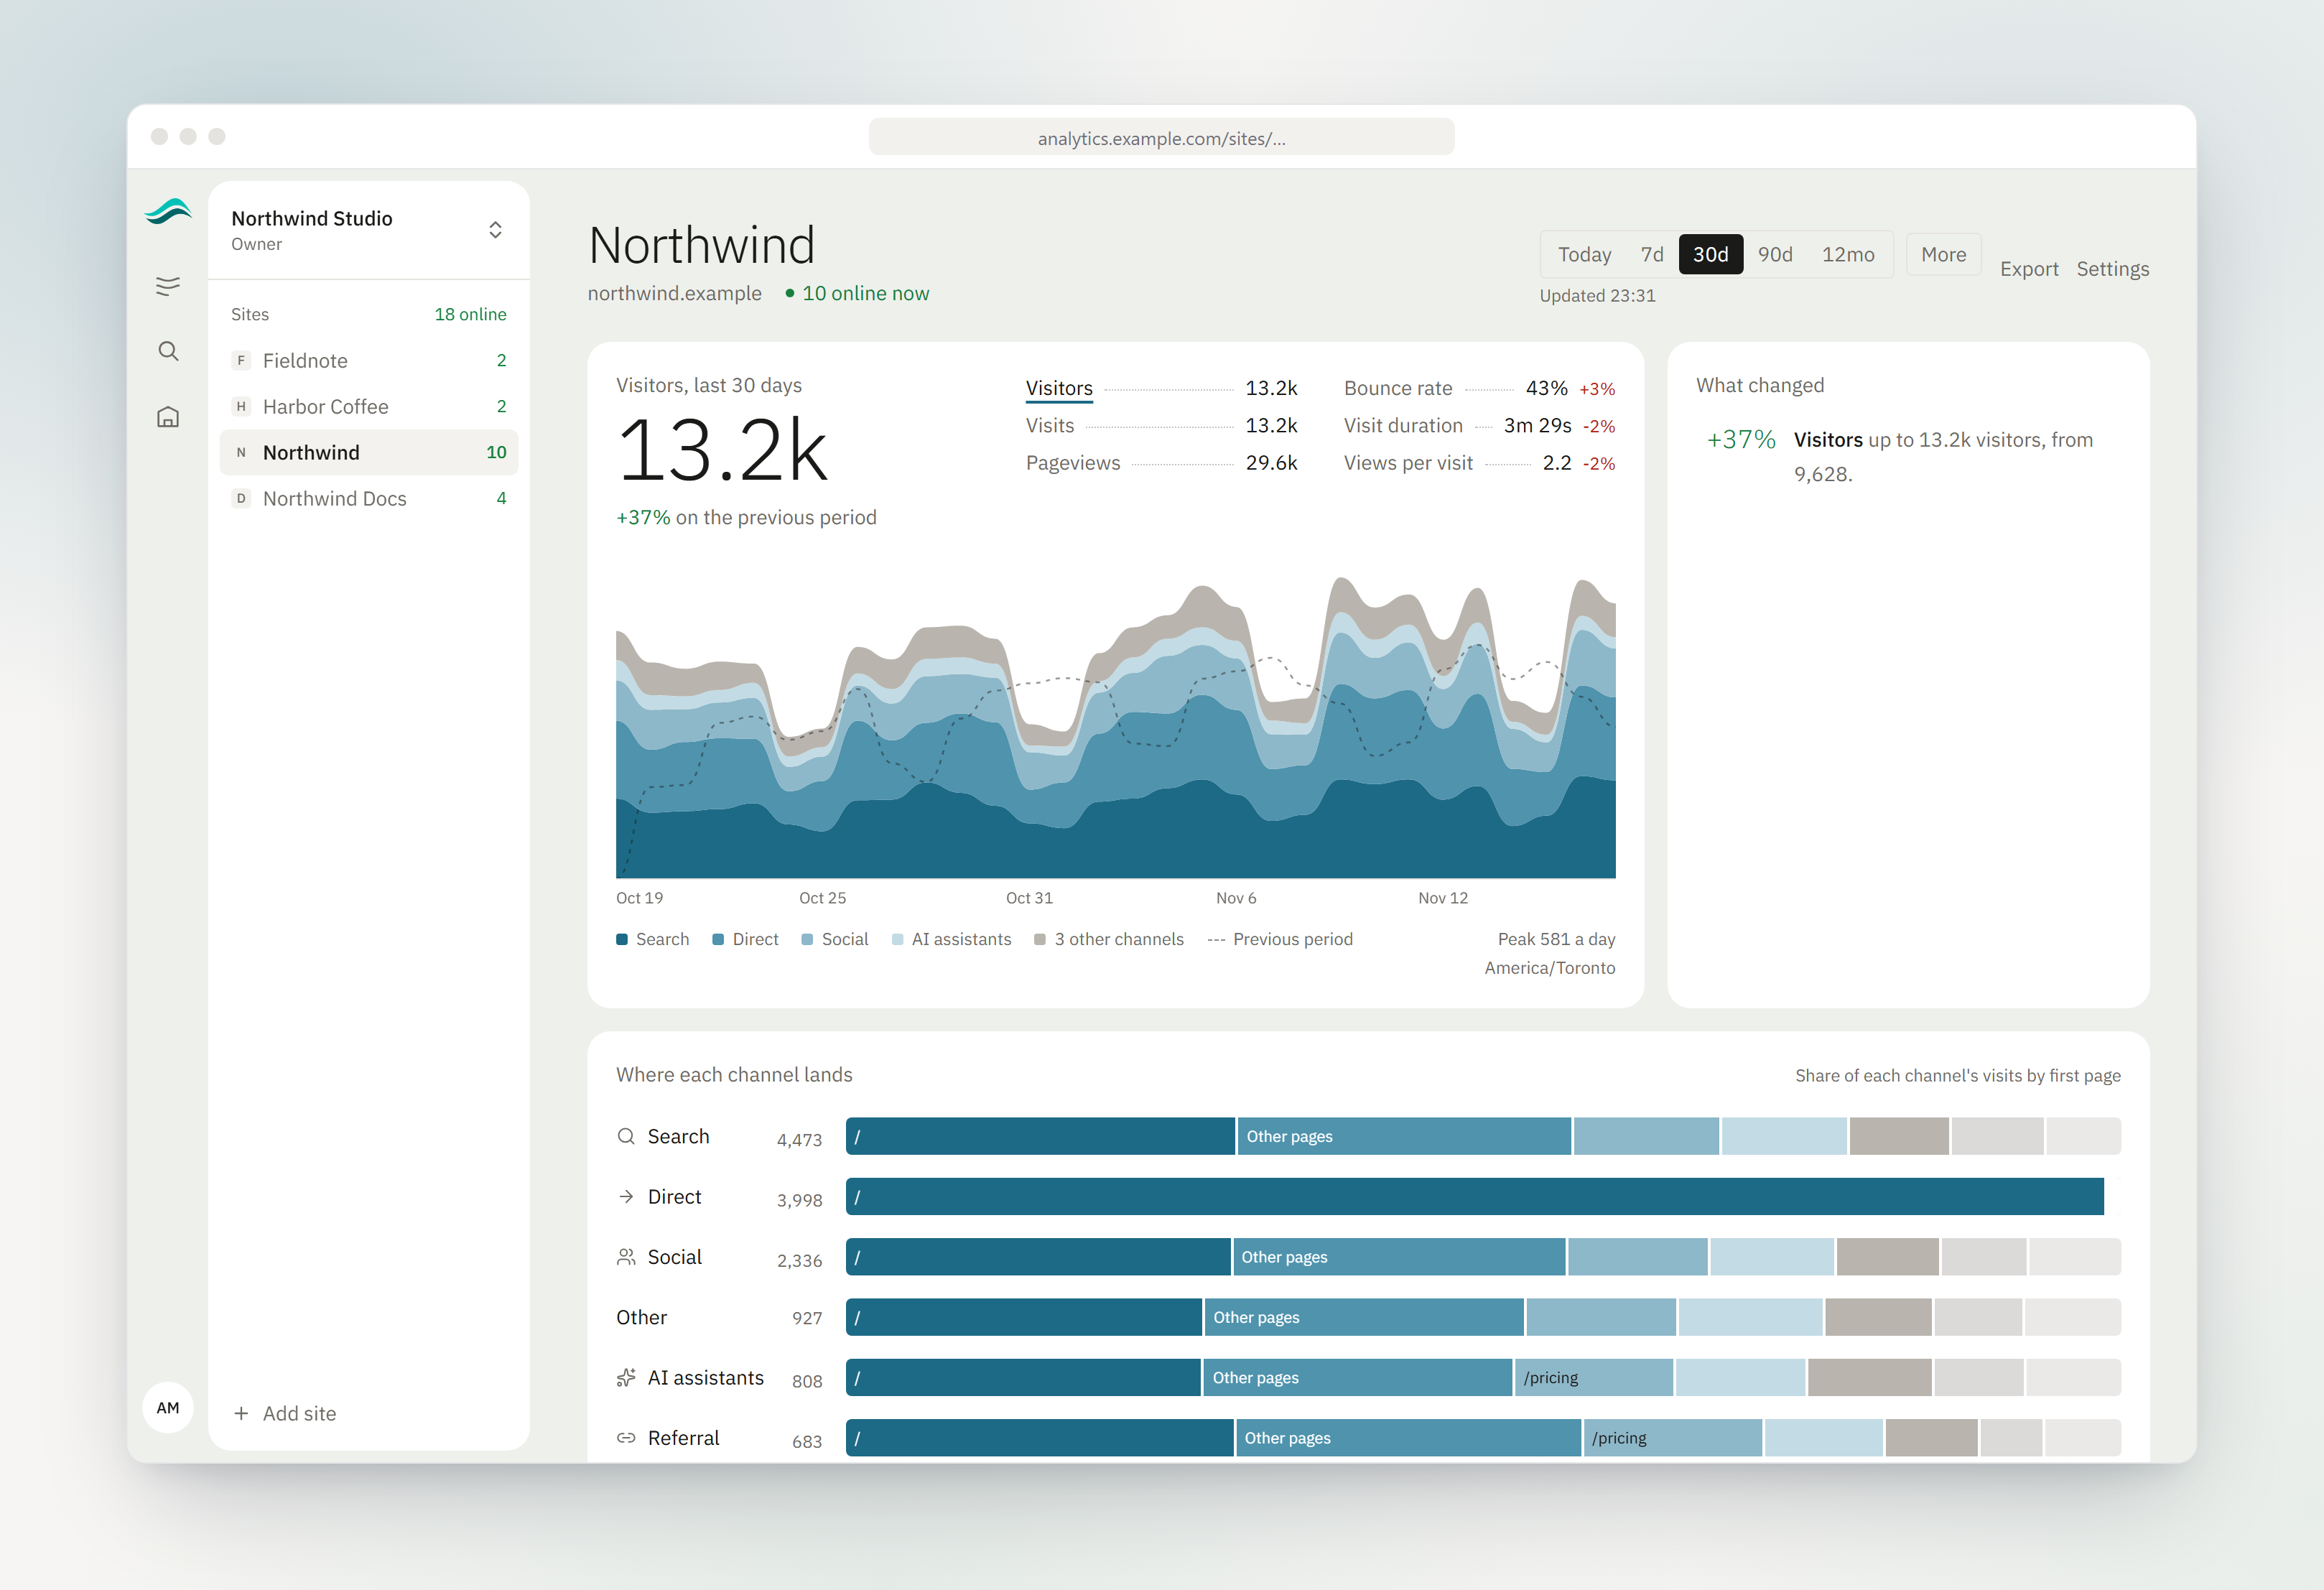 analytics.example.com/sites/...
Northwind Studio
Owner
Sites 18 online
F Fieldnote 2
H Harbor Coffee 2
N Northwind 10
D Northwind Docs 4
+ Add site
AM
Northwind
northwind.example 10 online now
Today 7d 30d 90d 12mo More
Export Settings
Updated 23:31
Visitors, last 30 days
13.2k
+37% on the previous period
Visitors 13.2k
Visits 13.2k
Pageviews 29.6k
Bounce rate 43% +3%
Visit duration 3m 29s -2%
Views per visit 2.2 -2%
Oct 19 Oct 25 Oct 31 Nov 6 Nov 12
Search Direct Social AI assistants 3 other channels Previous period
Peak 581 a day
America/Toronto
What changed
+37% Visitors up to 13.2k visitors, from
9,628.
Where each channel lands
Share of each channel's visits by first page
Search 4,473 / Other pages
Direct 3,998 /
Social 2,336 / Other pages
Other 927 / Other pages
AI assistants 808 / Other pages /pricing
Referral 683 / Other pages /pricing